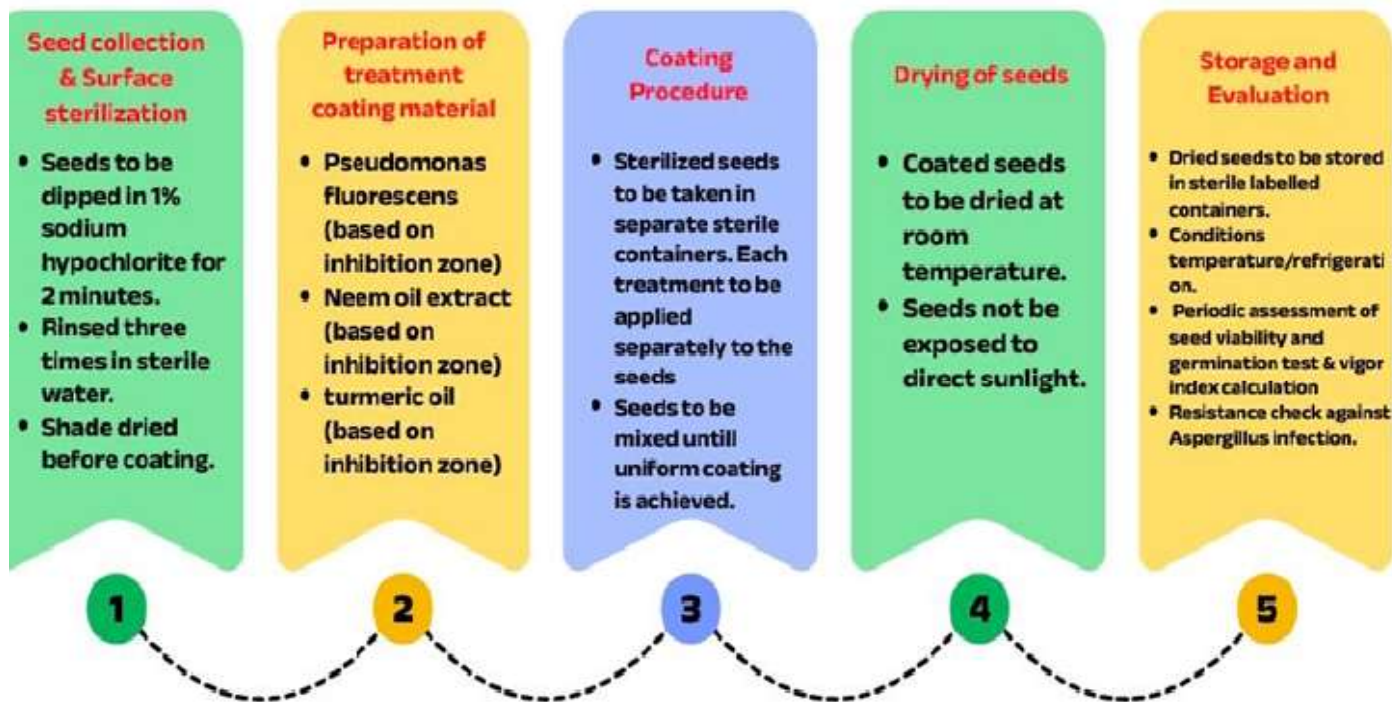 Seed collection
& Surface
sterilization
• Seeds to be
dipped in 1%
sodium
hypochlorite for
2 minutes.
• Rinsed three
times in sterile
water.
• Shade dried
before coating.
1
Preparation of
treatment
coating material
• Pseudomonas
fluorescens
(based on
inhibition zone)
• Neem oil extract
(based on
inhibition zone)
• turmeric oil
(based on
inhibition zone)
2
Coating
Procedure
• Sterilized seeds
to be taken in
separate sterile
containers. Each
treatment to be
applied
separately to the
seeds
• Seeds to be
mixed untill
uniform coating
is achieved.
3
Drying of seeds
• Coated seeds
to be dried at
room
temperature.
• Seeds not be
exposed to
direct sunlight.
4
Storage and
Evaluation
• Dried seeds to be stored
in sterile labelled
containers.
• Conditions
temperature/refrigerati
on.
• Periodic assessment of
seed viability and
germination test & vigor
index calculation
• Resistance check against
Aspergillus infection.
5